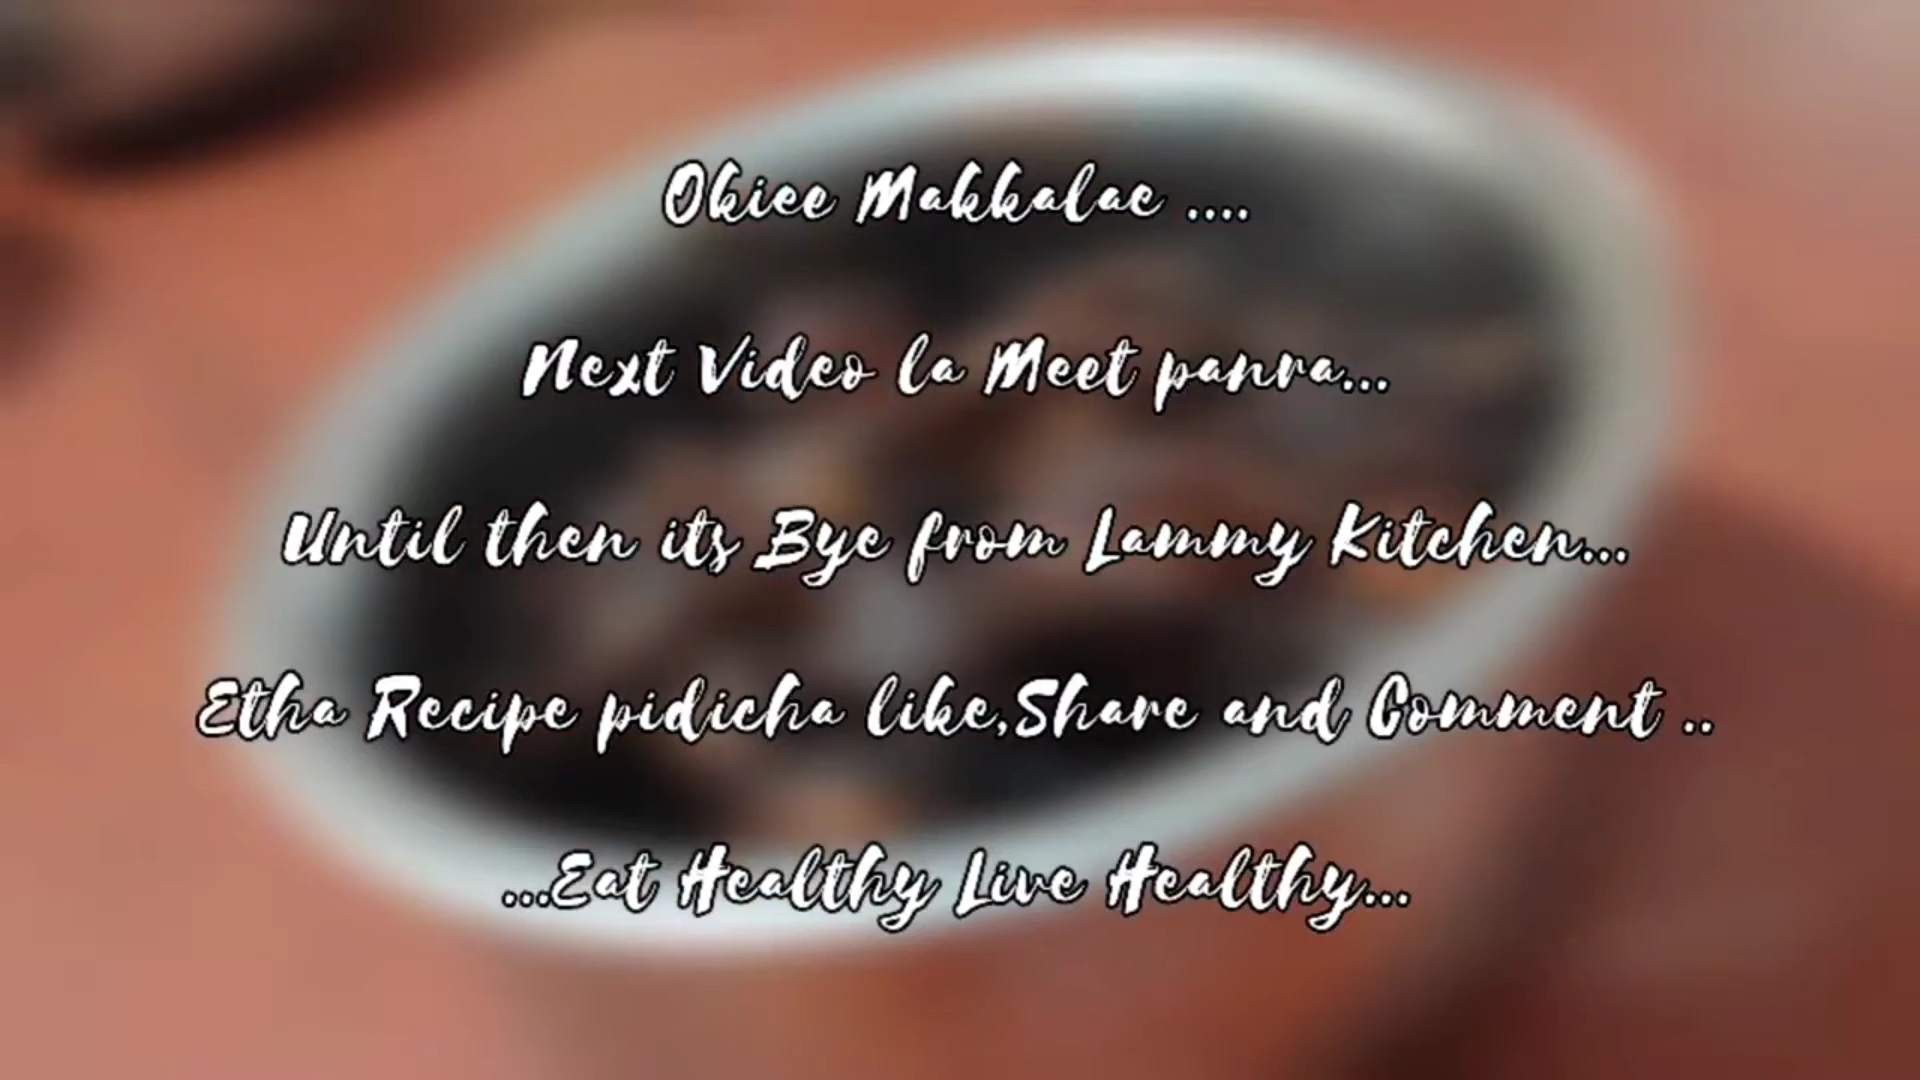 Okiee Makkalae ....
Next Video la Meet panra...
Until then its Bye from Lammy Kitchen...
Etha Recipe pidicha like,Share and Comment ..
...Eat Healthy Live Healthy...